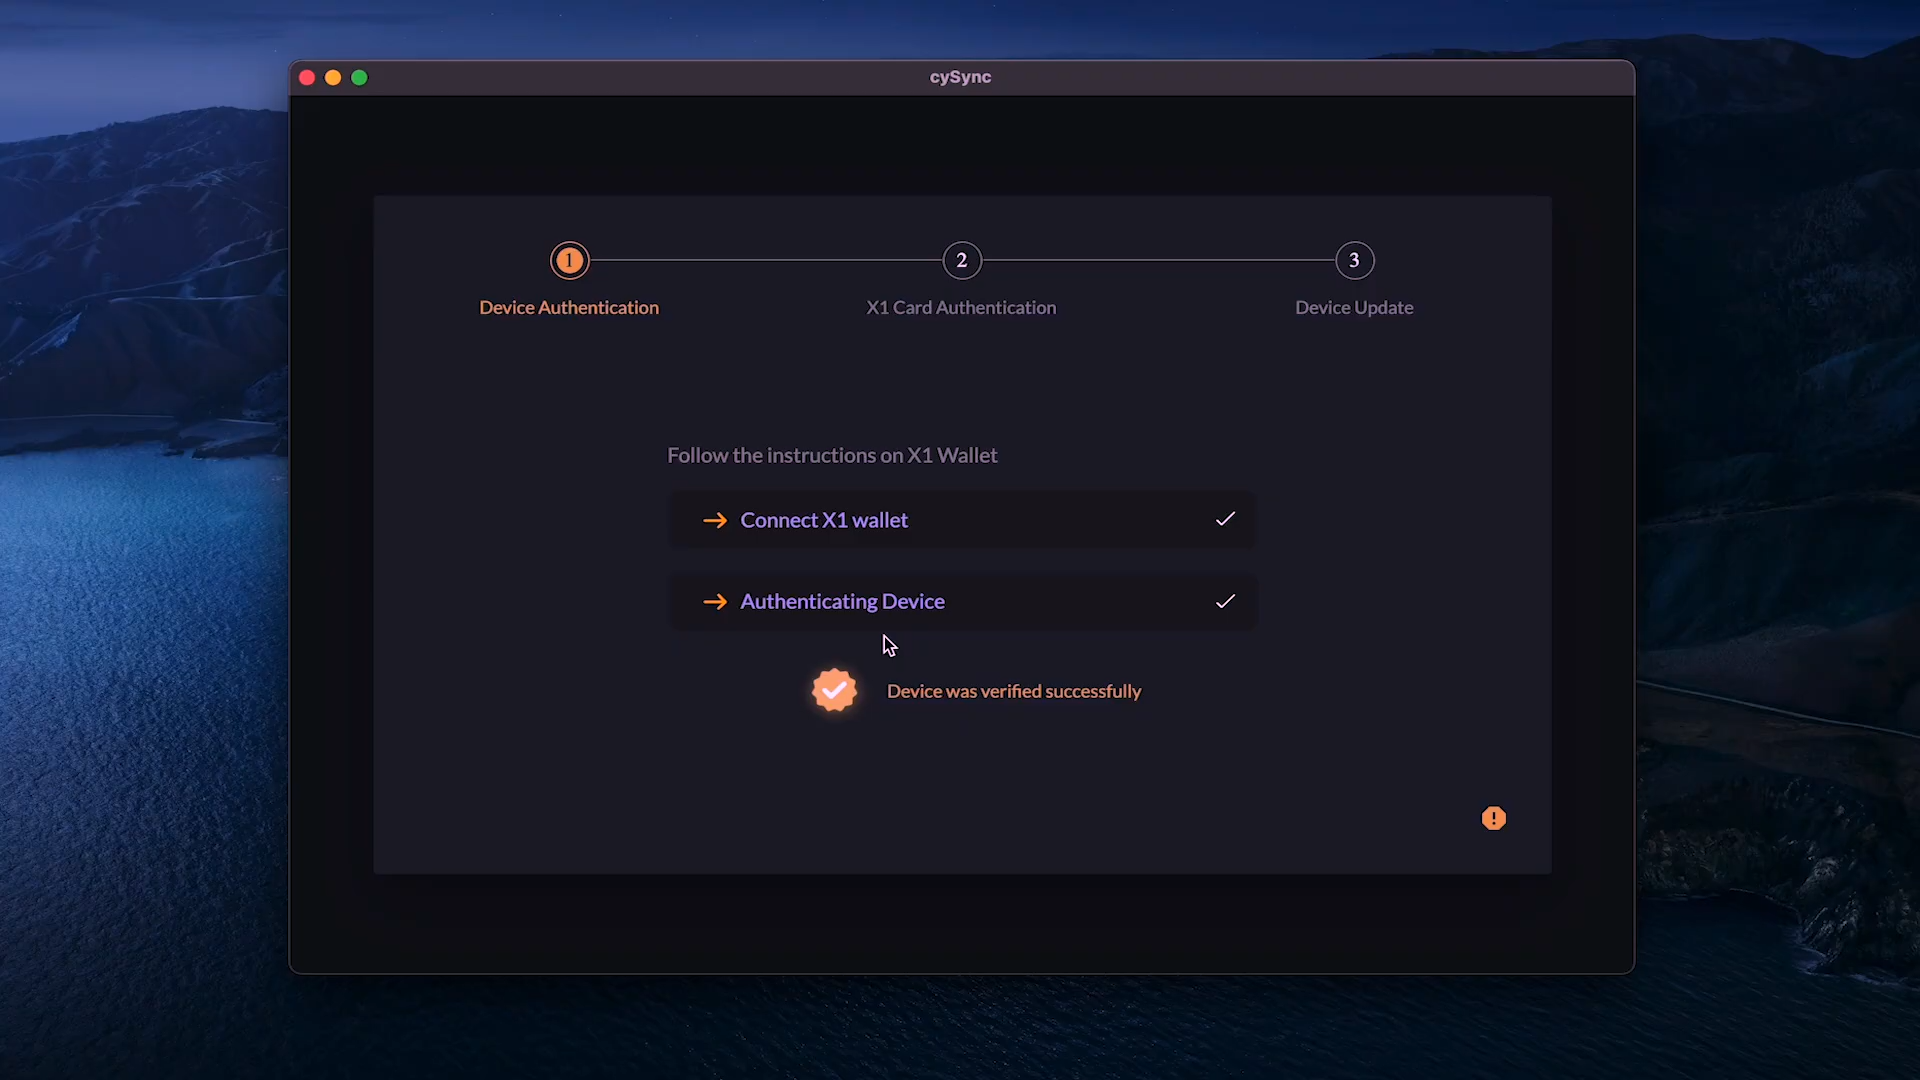 cySync
1 2 3
Device Authentication X1 Card Authentication Device Update
Follow the instructions on X1 Wallet
Connect X1 wallet
Authenticating Device
Device was verified successfully